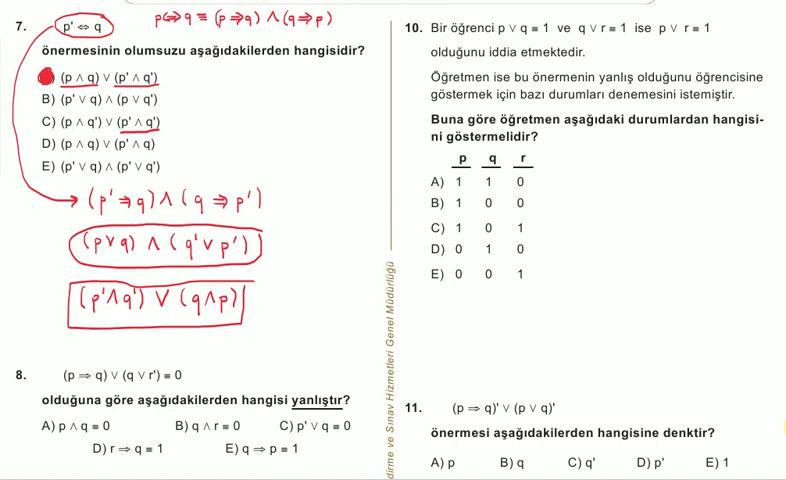 7. p' ⇔ q p⇔q ≡ (p⇒q) ∧ (q⇒p)
önermesinin olumsuzu aşağıdakilerden hangisidir?
(p ∧ q) ∨ (p' ∧ q')
B) (p' ∨ q) ∧ (p ∨ q')
C) (p ∧ q') ∨ (p' ∧ q')
D) (p ∧ q) ∨ (p' ∧ q)
E) (p' ∨ q) ∧ (p' ∨ q')
(p' ⇒ q) ∧ (q ⇒ p')
(p ∨ q) ∧ (q' ∨ p')
(p' ∧ q') ∨ (q ∧ p)
8. (p ⇒ q) ∨ (q ∨ r') ≡ 0
olduğuna göre aşağıdakilerden hangisi yanlıştır?
A) p ∧ q ≡ 0 B) q ∧ r ≡ 0 C) p' ∨ q ≡ 0
D) r ⇒ q ≡ 1 E) q ⇒ p ≡ 1
dirme ve Sınav Hizmetleri Genel Müdürlüğü
10. Bir öğrenci p ∨ q ≡ 1 ve q ∨ r ≡ 1 ise p ∨ r ≡ 1
olduğunu iddia etmektedir.
Öğretmen ise bu önermenin yanlış olduğunu öğrencisine
göstermek için bazı durumları denemesini istemiştir.
Buna göre öğretmen aşağıdaki durumlardan hangisi-
ni göstermelidir?
p q r
A) 1 1 0
B) 1 0 0
C) 1 0 1
D) 0 1 0
E) 0 0 1
11. (p ⇒ q)' ∨ (p ∨ q)'
önermesi aşağıdakilerden hangisine denktir?
A) p B) q C) q' D) p' E) 1